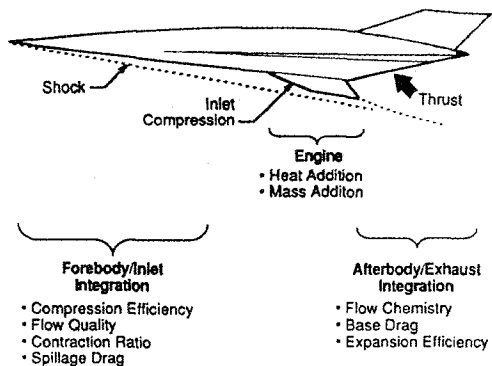 Shock
Inlet
Compression
Thrust
Engine
• Heat Addition
• Mass Additon
Forebody/Inlet
Integration
• Compression Efficiency
• Flow Quality
• Contraction Ratio
• Spillage Drag
Afterbody/Exhaust
Integration
• Flow Chemistry
• Base Drag
• Expansion Efficiency